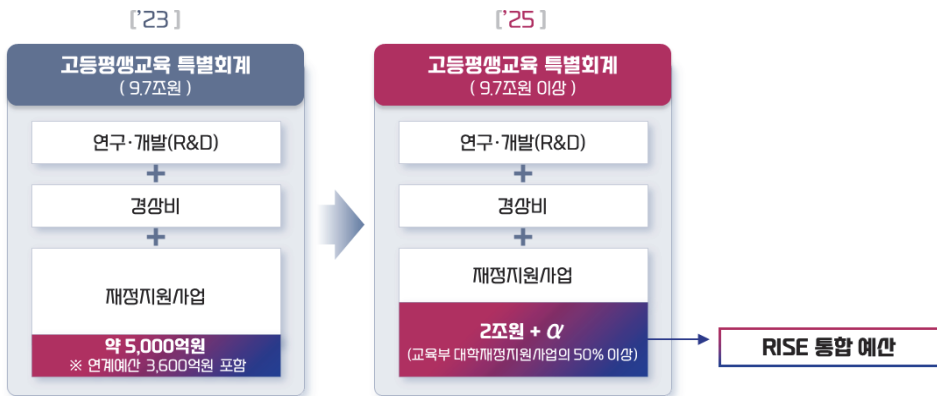 ['23]
고등평생교육 특별회계
( 9.7조원 )
연구·개발(R&D)
+
경상비
+
재정지원사업
약 5,000억원
※ 연계예산 3,600억원 포함
['25]
고등평생교육 특별회계
( 9.7조원 이상 )
연구·개발(R&D)
+
경상비
+
재정지원사업
2조원 + α
(교육부 대학재정지원사업의 50% 이상)
RISE 통합 예산